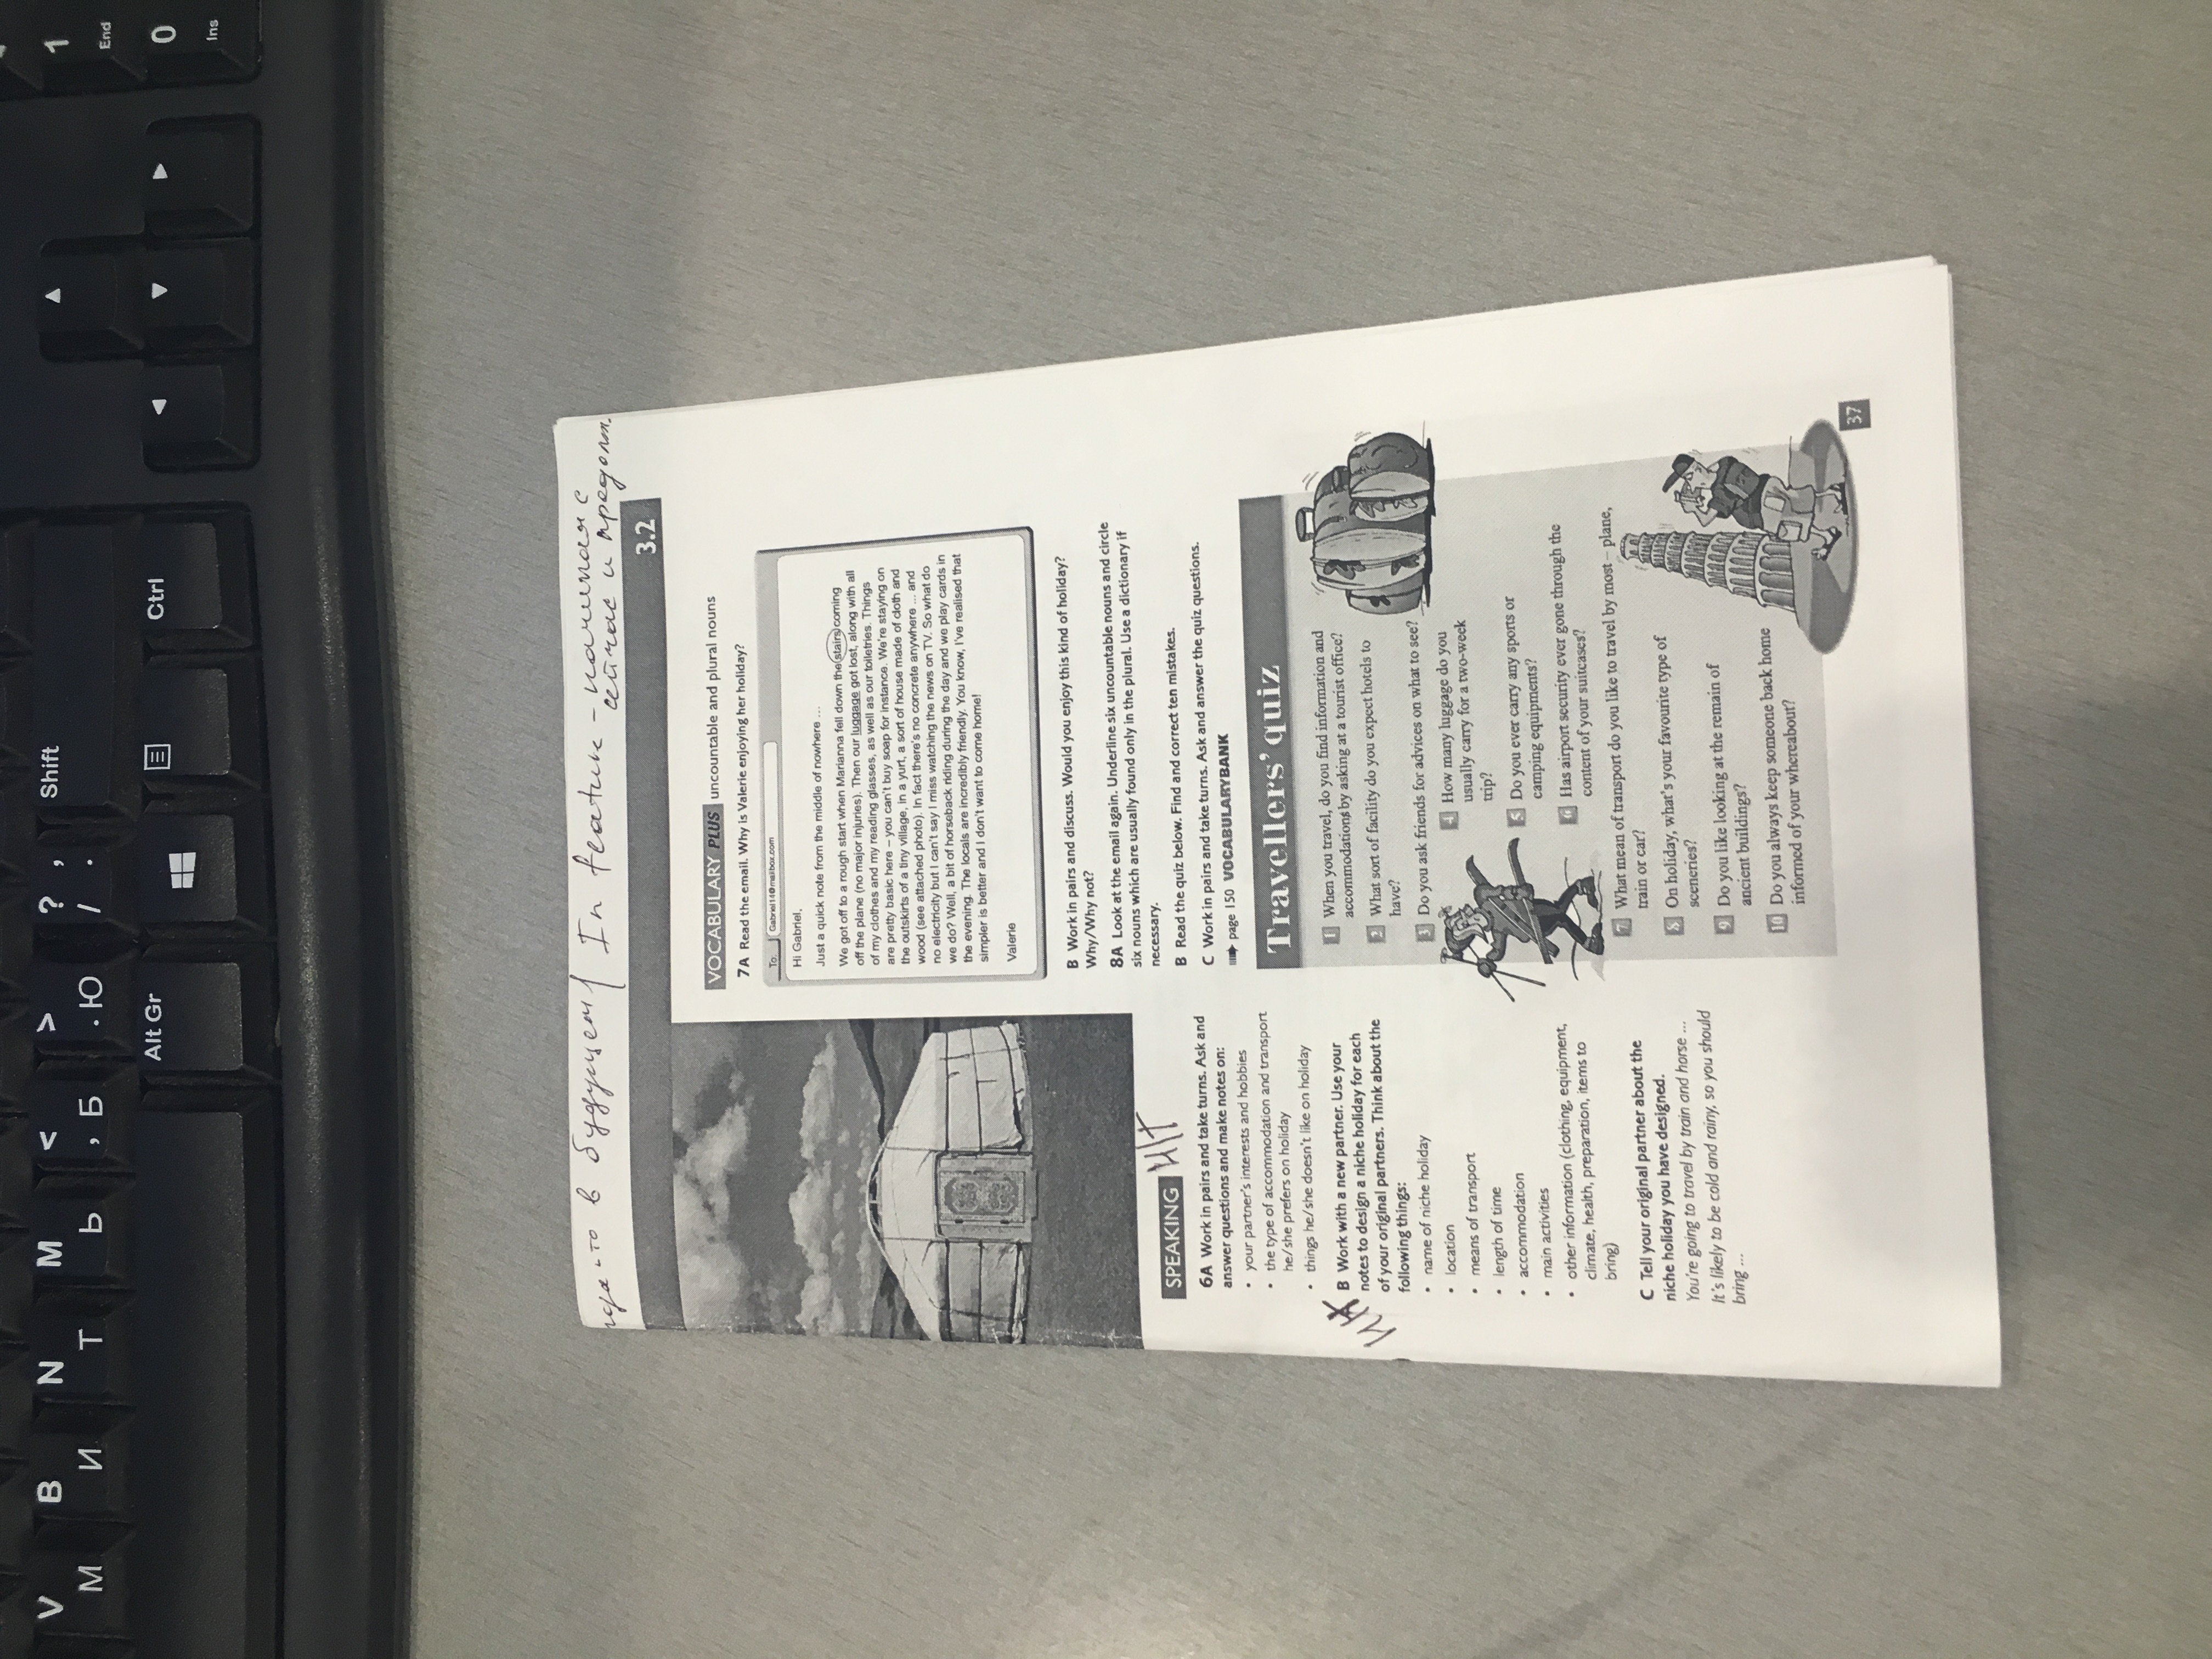 V B N M < > ? , Shift 1
М И Т Ь , Б . Ю / . End
Alt Gr Ctrl 0
Ins
-то в будущем / In featuke - начиная с
сейчас и продолж.
3.2
VOCABULARY PLUS uncountable and plural nouns
7A Read the email. Why is Valerie enjoying her holiday?
To: Gabriel14@mailbox.com
Hi Gabriel,
Just a quick note from the middle of nowhere ...
We got off to a rough start when Marianna fell down the stairs coming
off the plane (no major injuries). Then our luggage got lost, along with all
of my clothes and my reading glasses, as well as our toiletries. Things
are pretty basic here – you can't buy soap for instance. We're staying on
the outskirts of a tiny village, in a yurt, a sort of house made of cloth and
wood (see attached photo). In fact there's no concrete anywhere ... and
no electricity but I can't say I miss watching the news on TV. So what do
we do? Well, a bit of horseback riding during the day and we play cards in
the evening. The locals are incredibly friendly. You know, I've realised that
simpler is better and I don't want to come home!
Valerie
B Work in pairs and discuss. Would you enjoy this kind of holiday?
Why/Why not?
8A Look at the email again. Underline six uncountable nouns and circle
six nouns which are usually found only in the plural. Use a dictionary if
necessary.
B Read the quiz below. Find and correct ten mistakes.
C Work in pairs and take turns. Ask and answer the quiz questions.
page 150 VOCABULARYBANK
SPEAKING H/T
6A Work in pairs and take turns. Ask and
answer questions and make notes on:
• your partner's interests and hobbies
• the type of accommodation and transport
he/she prefers on holiday
• things he/she doesn't like on holiday
B Work with a new partner. Use your
notes to design a niche holiday for each
of your original partners. Think about the
following things:
• name of niche holiday
• location
• means of transport
• length of time
• accommodation
• main activities
• other information (clothing, equipment,
climate, health, preparation, items to
bring)
C Tell your original partner about the
niche holiday you have designed.
You're going to travel by train and horse ...
It's likely to be cold and rainy, so you should
bring ...
Travellers' quiz
1 When you travel, do you find information and
accommodations by asking at a tourist office?
2 What sort of facility do you expect hotels to
have?
3 Do you ask friends for advices on what to see?
4 How many luggage do you
usually carry for a two-week
trip?
5 Do you ever carry any sports or
camping equipments?
6 Has airport security ever gone through the
content of your suitcases?
7 What mean of transport do you like to travel by most – plane,
train or car?
8 On holiday, what's your favourite type of
sceneries?
9 Do you like looking at the remain of
ancient buildings?
10 Do you always keep someone back home
informed of your whereabout?
37